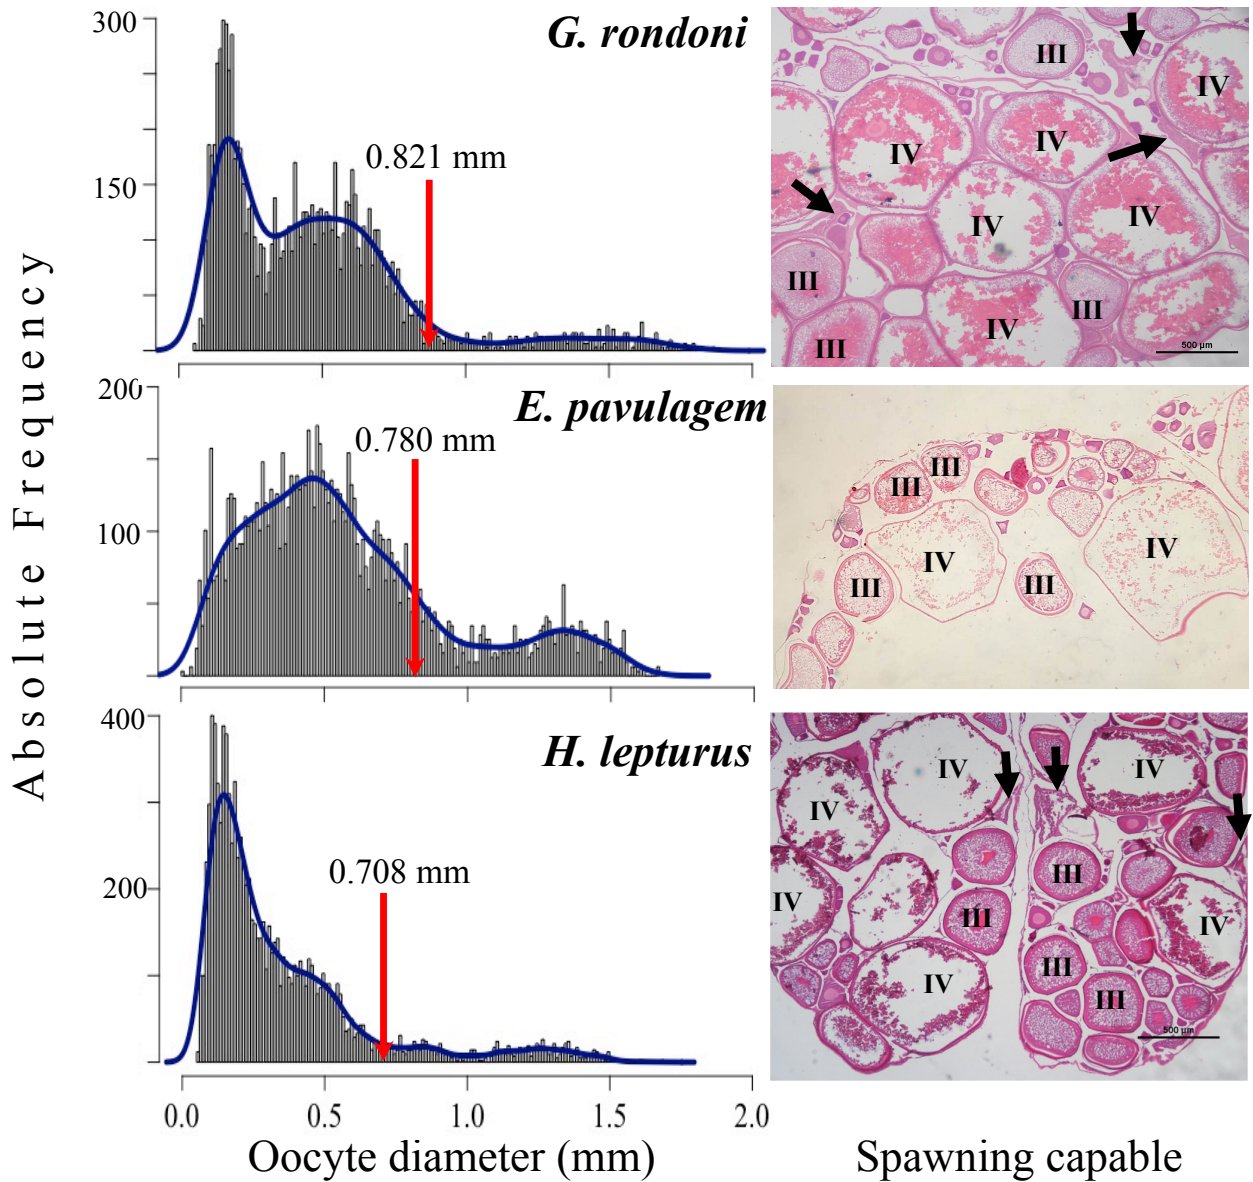 Absolute Frequency
300
150
G. rondoni
0.821 mm
III
IV
IV
IV
IV
IV
III
III
IV
III
500 µm
200
100
E. pavulagem
0.780 mm
III
III
IV
IV
III
III
400
200
H. lepturus
0.708 mm
IV
IV
IV
III
IV
III
IV
III
IV
III
500 µm
0.0 0.5 1.0 1.5 2.0
Oocyte diameter (mm)
Spawning capable